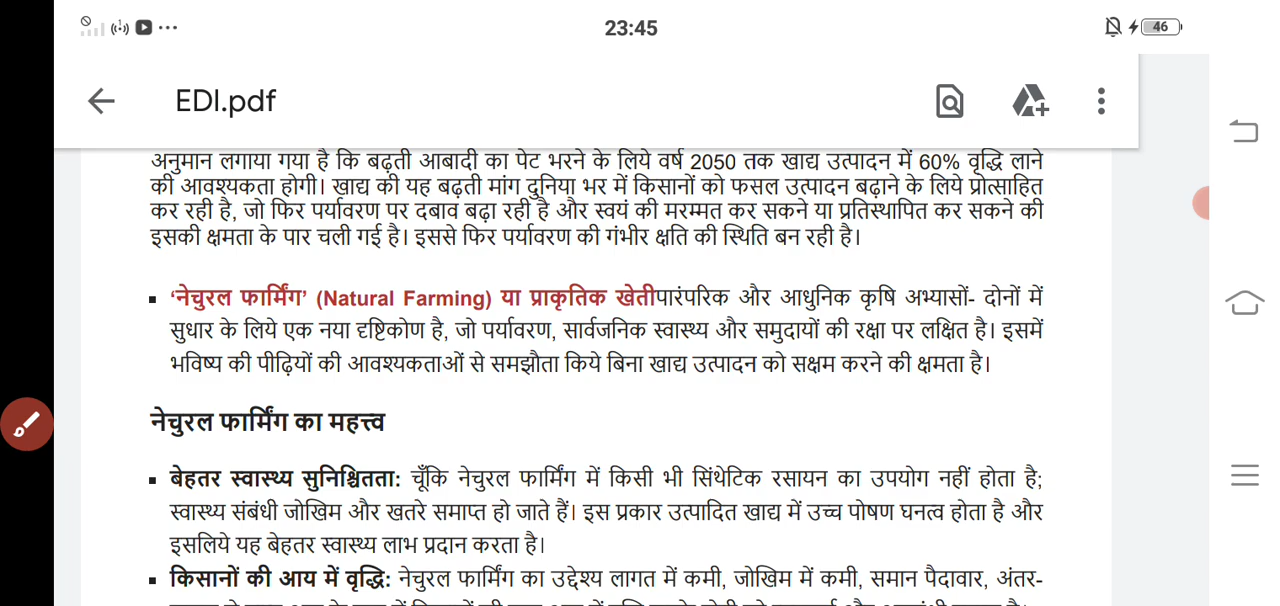 23:45
46
EDI.pdf
अनुमान लगाया गया है कि बढ़ती आबादी का पेट भरने के लिये वर्ष 2050 तक खाद्य उत्पादन में 60% वृद्धि लाने
की आवश्यकता होगी। खाद्य की यह बढ़ती मांग दुनिया भर में किसानों को फसल उत्पादन बढ़ाने के लिये प्रोत्साहित
कर रही है, जो फिर पर्यावरण पर दबाव बढ़ा रही है और स्वयं की मरम्मत कर सकने या प्रतिस्थापित कर सकने की
इसकी क्षमता के पार चली गई है। इससे फिर पर्यावरण की गंभीर क्षति की स्थिति बन रही है।
▪ ‘नेचुरल फार्मिंग’ (Natural Farming) या प्राकृतिक खेतीपारंपरिक और आधुनिक कृषि अभ्यासों- दोनों में
सुधार के लिये एक नया दृष्टिकोण है, जो पर्यावरण, सार्वजनिक स्वास्थ्य और समुदायों की रक्षा पर लक्षित है। इसमें
भविष्य की पीढ़ियों की आवश्यकताओं से समझौता किये बिना खाद्य उत्पादन को सक्षम करने की क्षमता है।
नेचुरल फार्मिंग का महत्त्व
▪ बेहतर स्वास्थ्य सुनिश्चितता: चूँकि नेचुरल फार्मिंग में किसी भी सिंथेटिक रसायन का उपयोग नहीं होता है;
स्वास्थ्य संबंधी जोखिम और खतरे समाप्त हो जाते हैं। इस प्रकार उत्पादित खाद्य में उच्च पोषण घनत्व होता है और
इसलिये यह बेहतर स्वास्थ्य लाभ प्रदान करता है।
▪ किसानों की आय में वृद्धि: नेचुरल फार्मिंग का उद्देश्य लागत में कमी, जोखिम में कमी, समान पैदावार, अंतर-